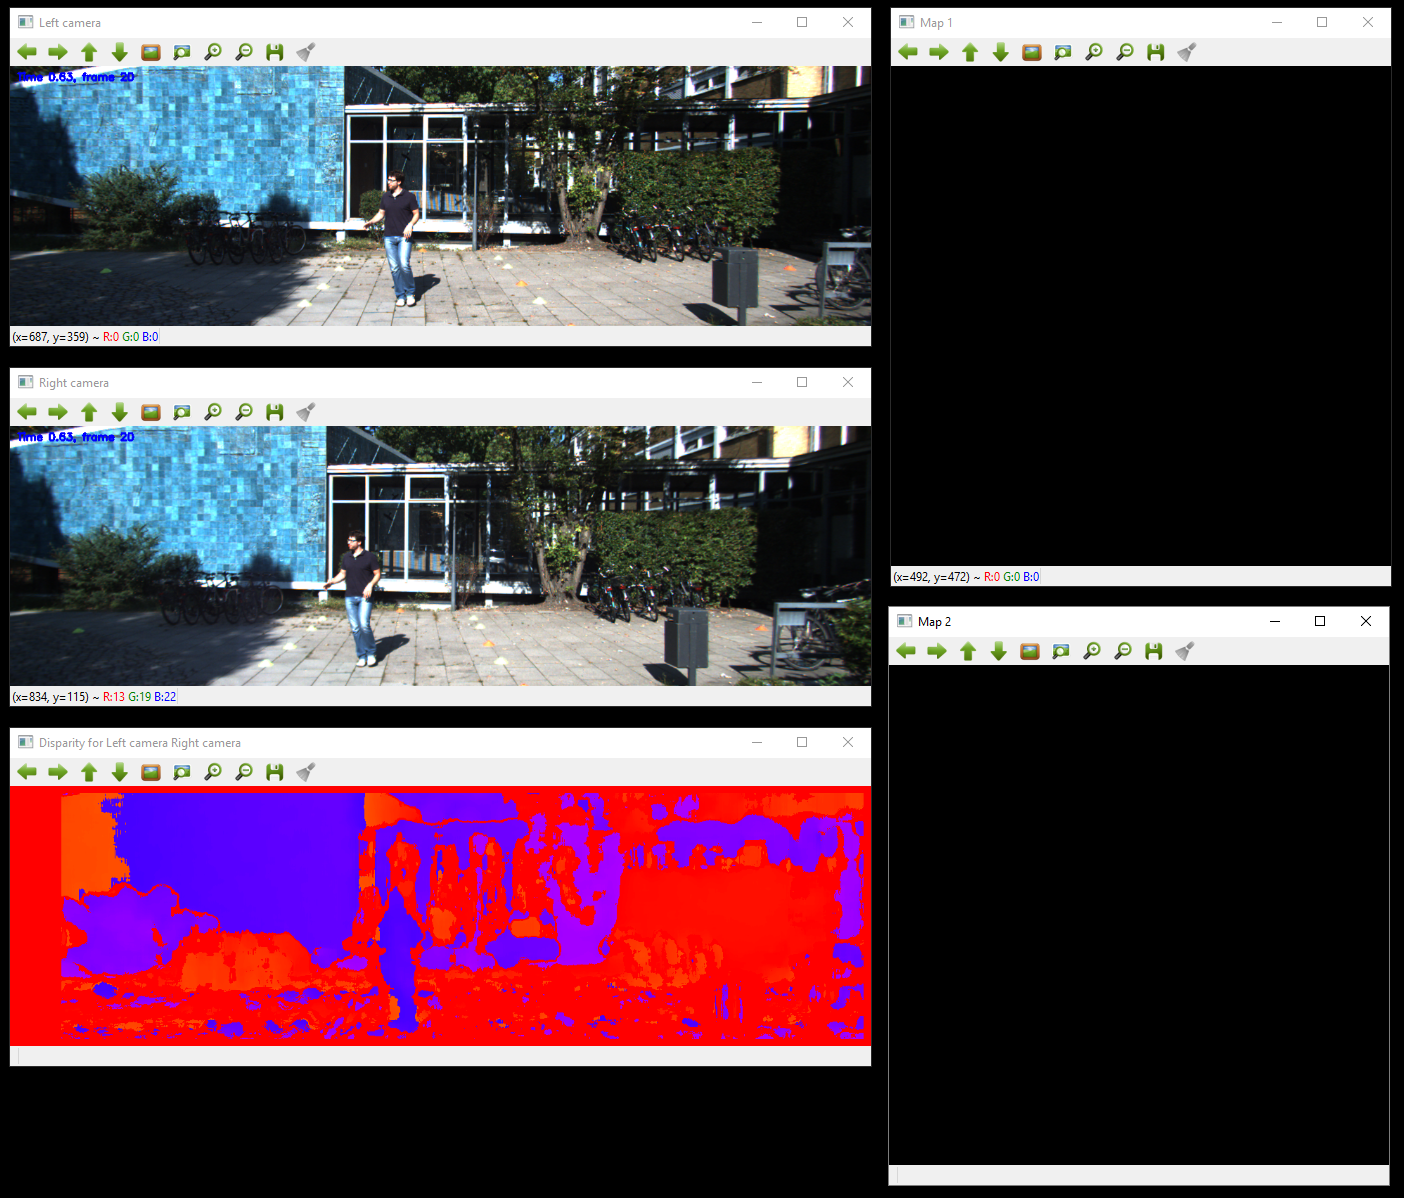 Left camera
Time 0.63, frame 20
(x=687, y=359) ~ R:0 G:0 B:0
Right camera
Time 0.63, frame 20
(x=834, y=115) ~ R:13 G:19 B:22
Disparity for Left camera Right camera
Map 1
(x=492, y=472) ~ R:0 G:0 B:0
Map 2